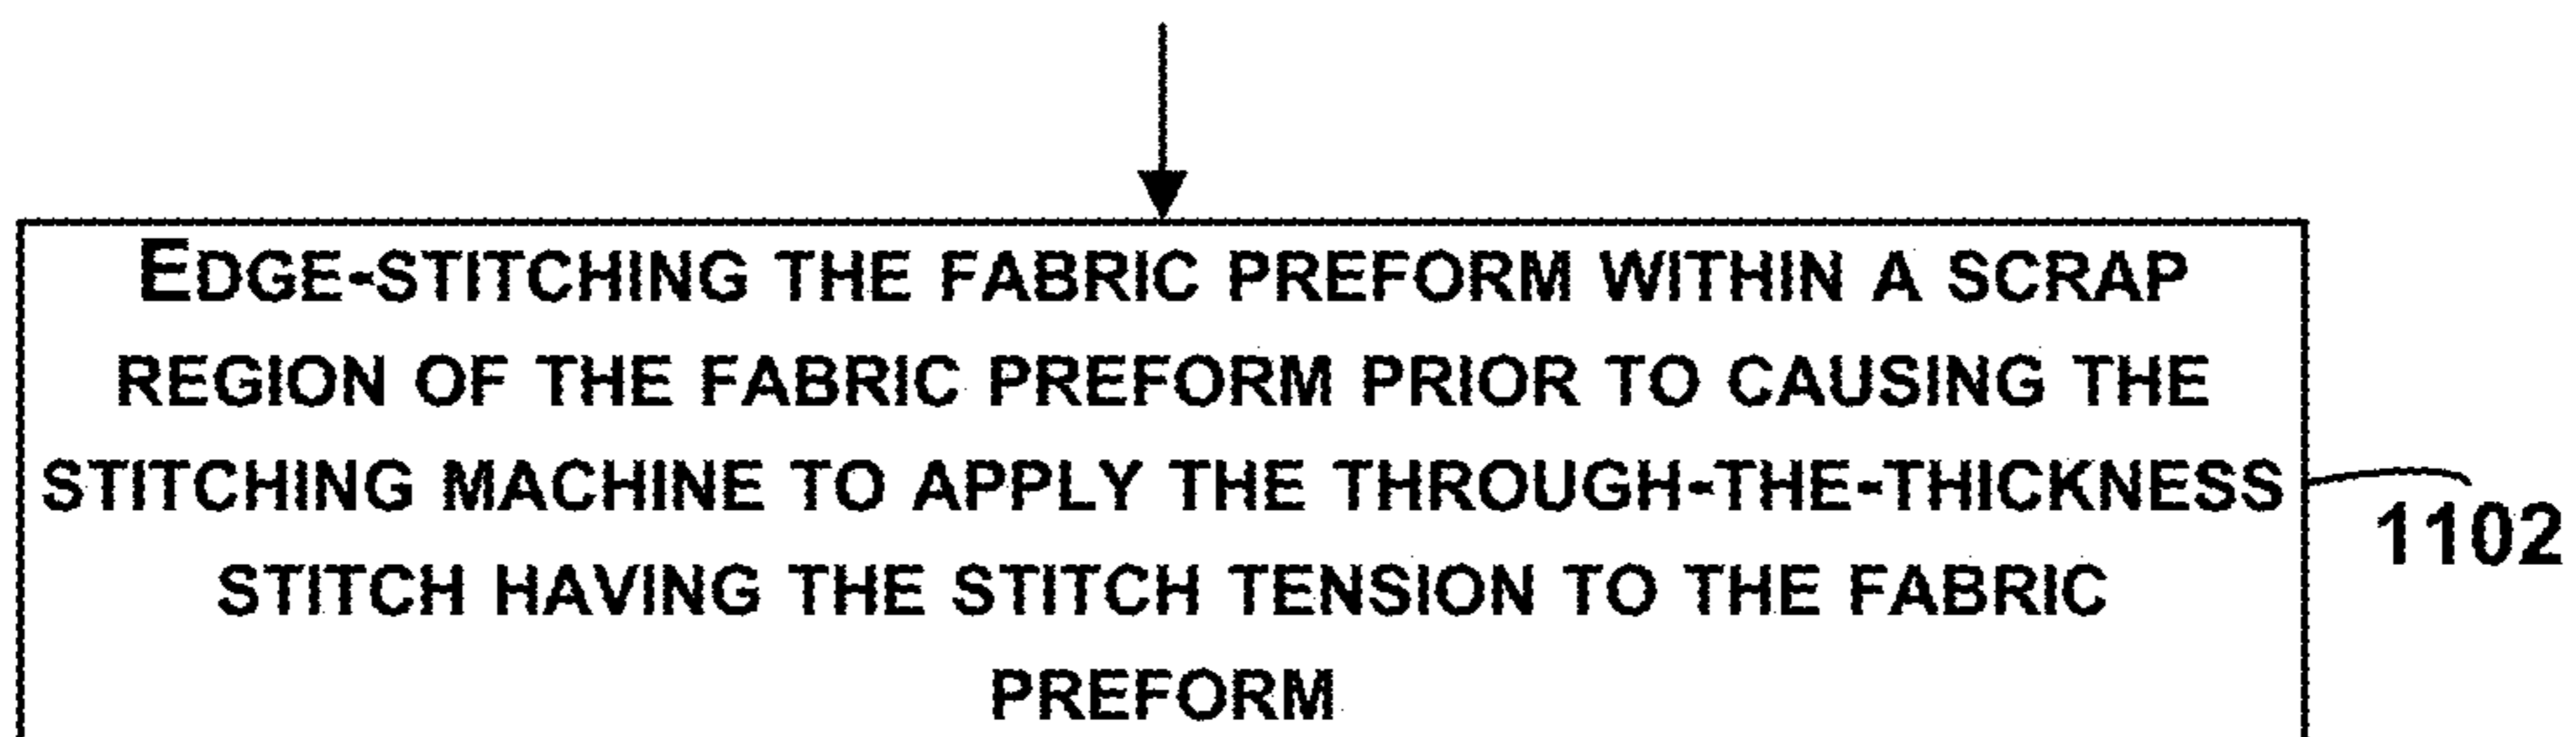 EDGE-STITCHING THE FABRIC PREFORM WITHIN A SCRAP
REGION OF THE FABRIC PREFORM PRIOR TO CAUSING THE
STITCHING MACHINE TO APPLY THE THROUGH-THE-THICKNESS
STITCH HAVING THE STITCH TENSION TO THE FABRIC
PREFORM
1102